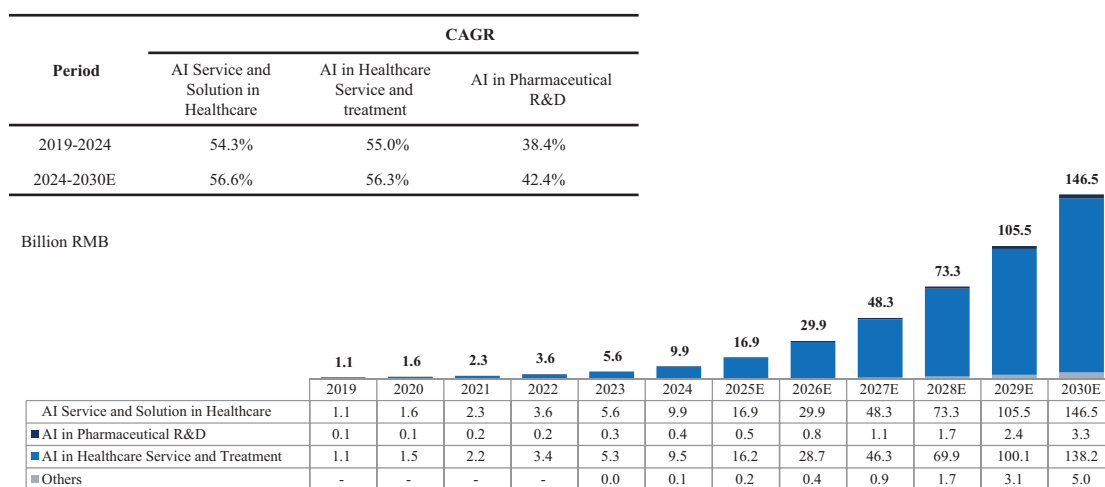 CAGR
Period
AI Service and
Solution in
Healthcare
AI in Healthcare
Service and
treatment
AI in Pharmaceutical
R&D
2019-2024 54.3% 55.0% 38.4%
2024-2030E 56.6% 56.3% 42.4%
Billion RMB
1.1 1.6 2.3 3.6 5.6 9.9 16.9 29.9 48.3 73.3 105.5 146.5
2019 2020 2021 2022 2023 2024 2025E 2026E 2027E 2028E 2029E 2030E
AI Service and Solution in Healthcare 1.1 1.6 2.3 3.6 5.6 9.9 16.9 29.9 48.3 73.3 105.5 146.5
AI in Pharmaceutical R&D 0.1 0.1 0.2 0.2 0.3 0.4 0.5 0.8 1.1 1.7 2.4 3.3
AI in Healthcare Service and Treatment 1.1 1.5 2.2 3.4 5.3 9.5 16.2 28.7 46.3 69.9 100.1 138.2
Others - - - - 0.0 0.1 0.2 0.4 0.9 1.7 3.1 5.0